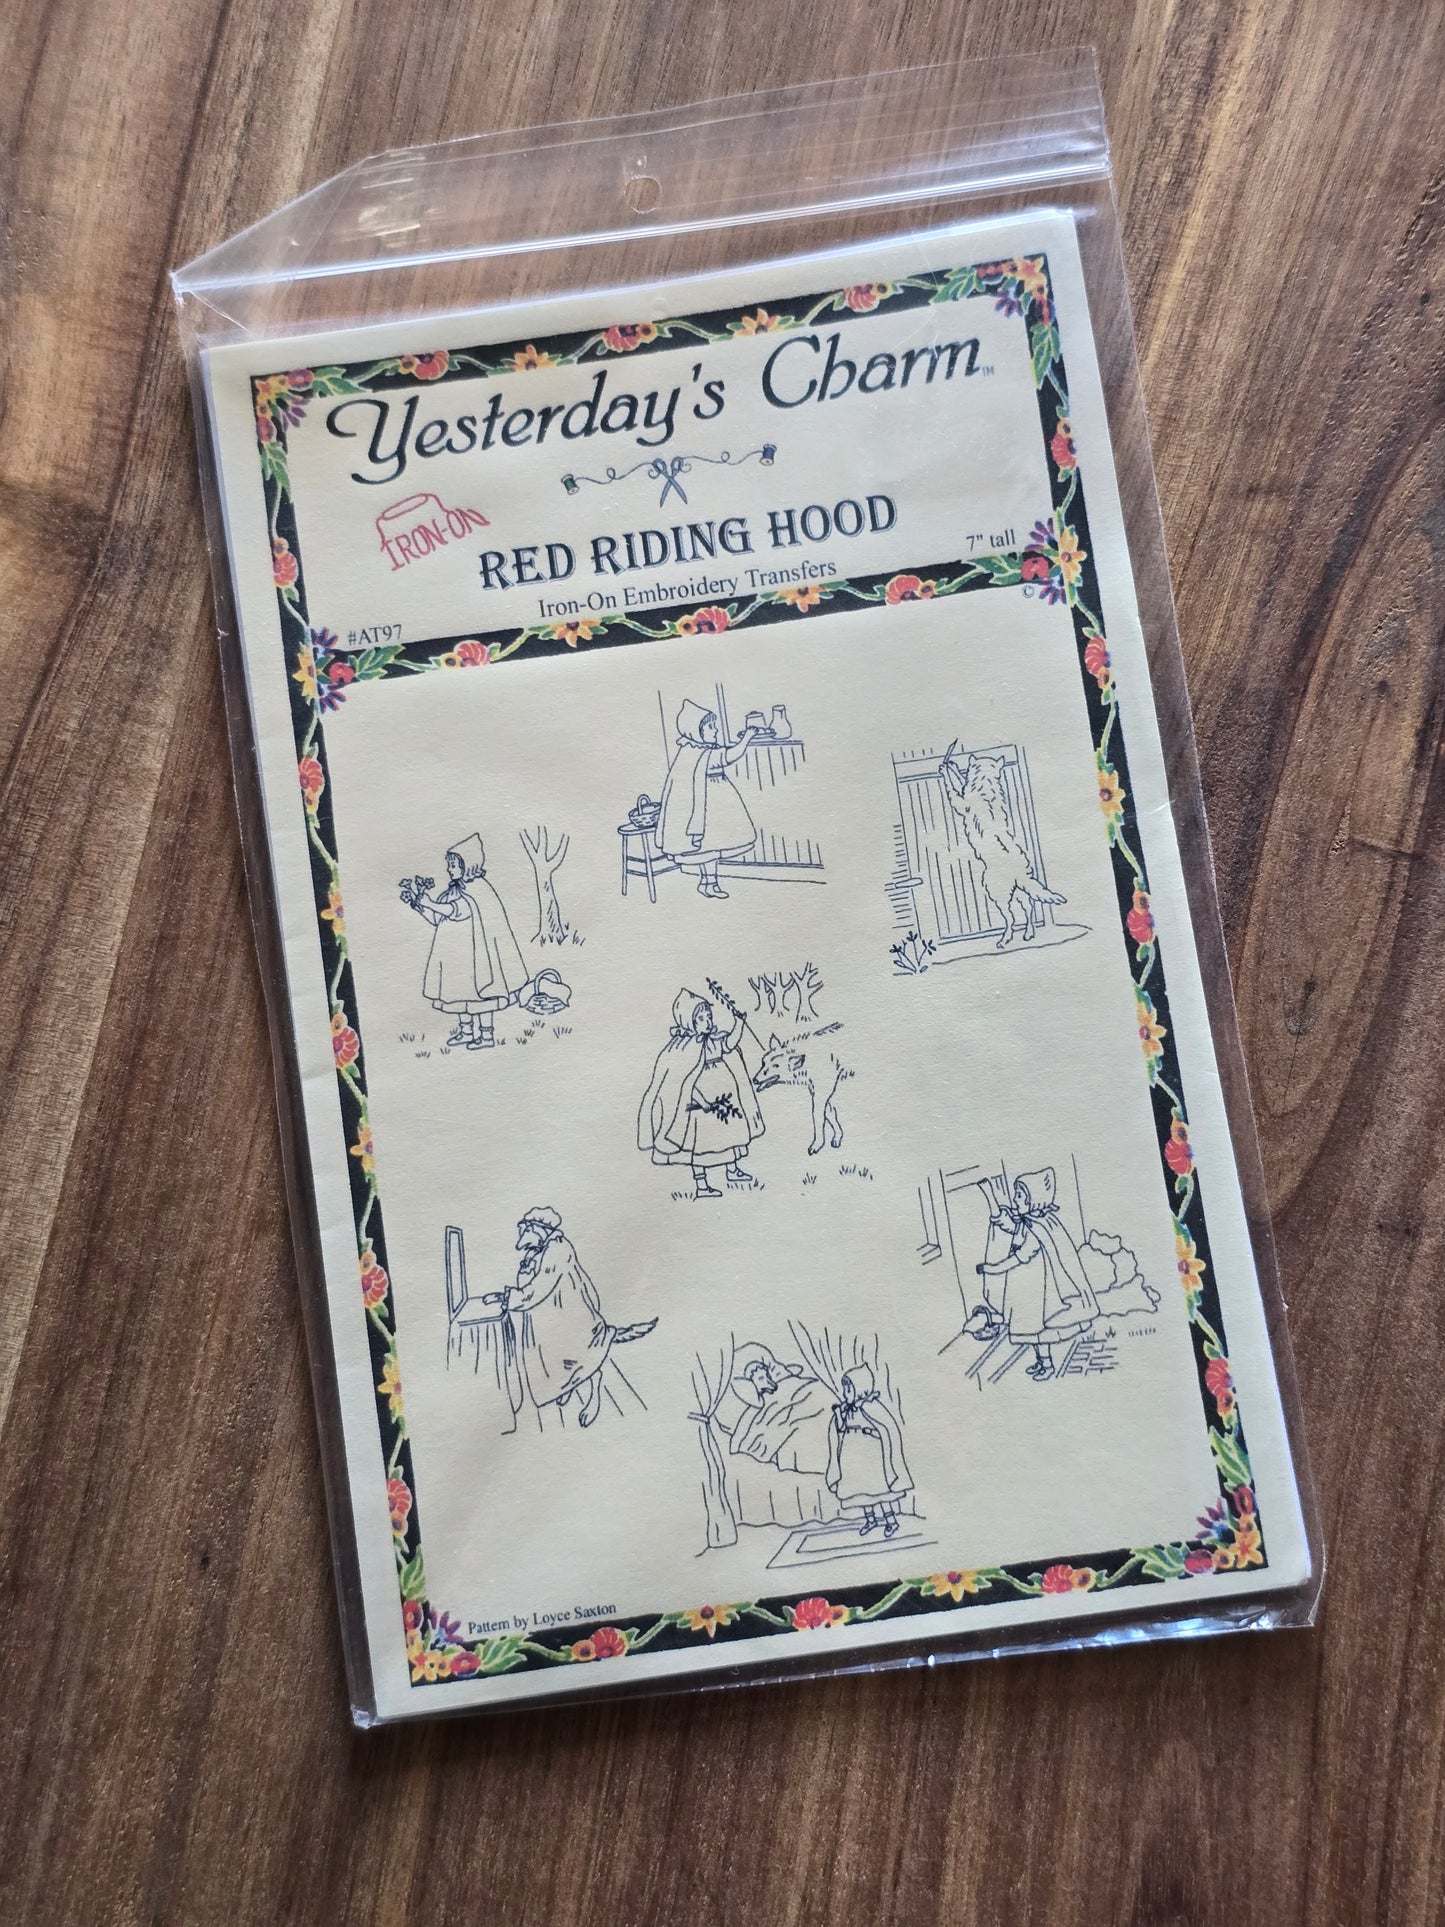 Yesterday's Charm™
IRON-ON
RED RIDING HOOD
7" tall
Iron-On Embroidery Transfers
©
#AT97
Pattern by Loyce Saxton